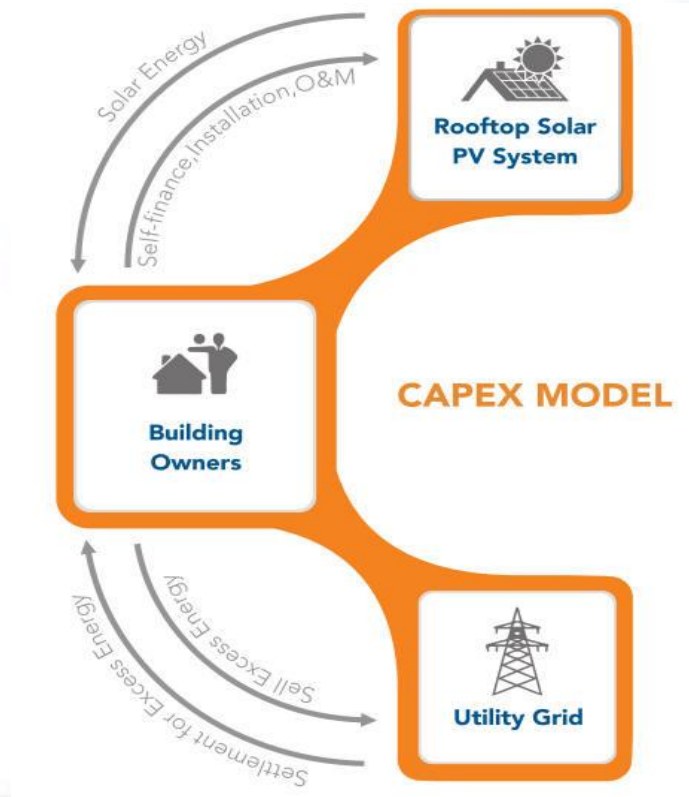 Solar Energy
Self-finance,Installation,O&M
Rooftop Solar
PV System
CAPEX MODEL
Building
Owners
Sell Excess Energy
Settlement for Excess Energy
Utility Grid